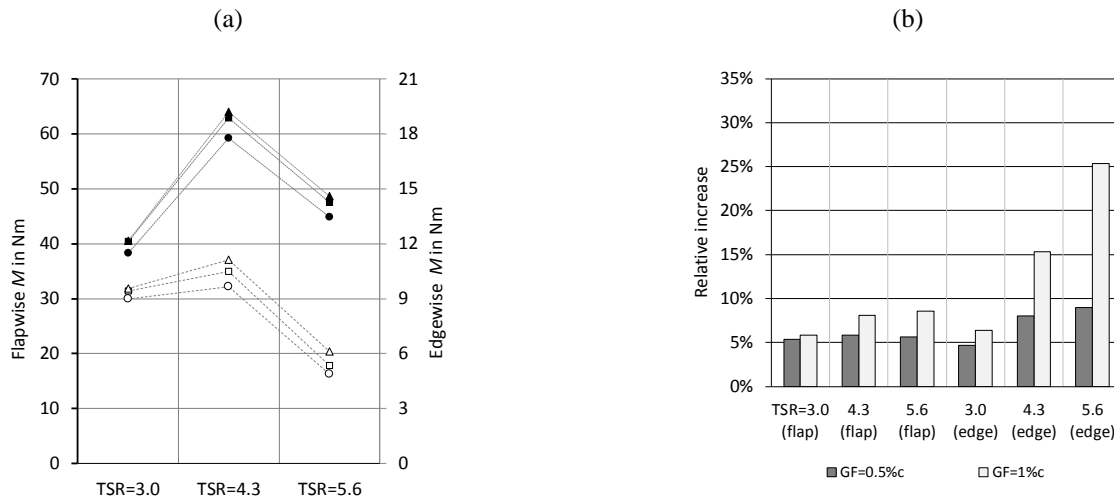 (a)
(b)
70
60
50
40
30
20
10
0
Flapwise M in Nm
21
18
15
12
9
6
3
0
Edgewise M in Nm
TSR=3.0 TSR=4.3 TSR=5.6
35%
30%
25%
20%
15%
10%
5%
0%
Relative increase
TSR=3.0 4.3 5.6 3.0 4.3 5.6
(flap) (flap) (flap) (edge) (edge) (edge)
GF=0.5%c GF=1%c